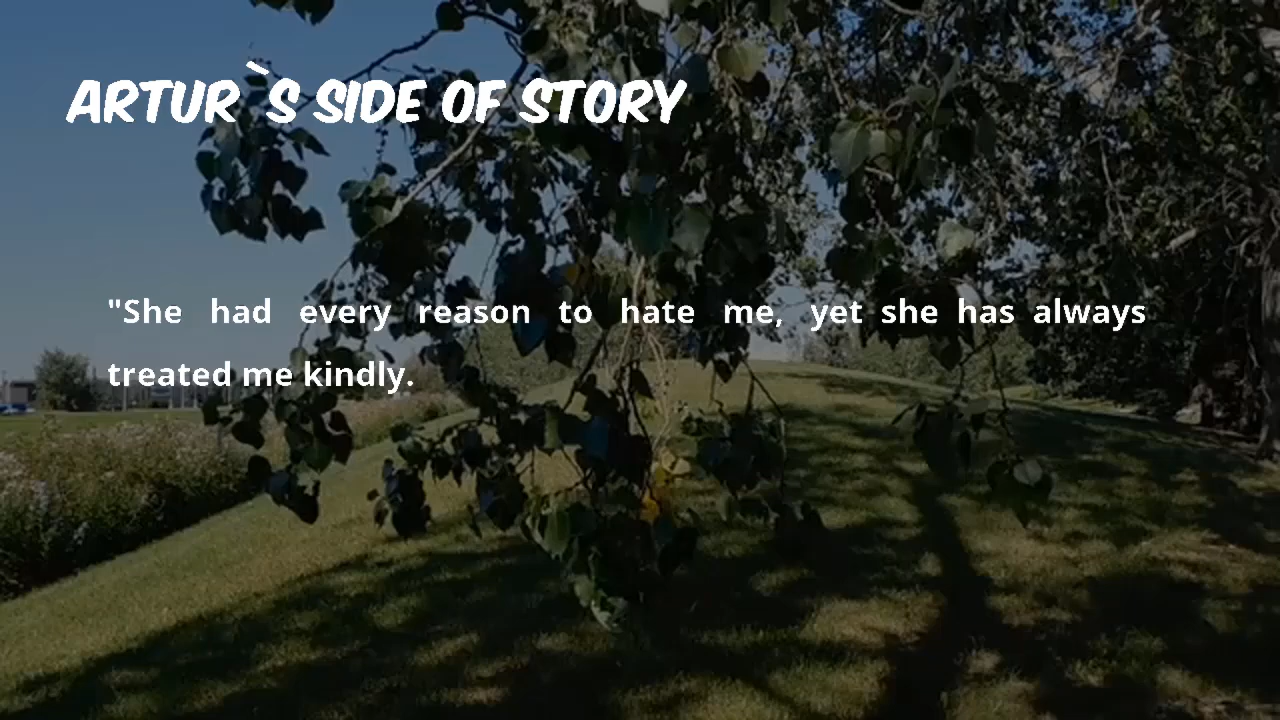 ARTUR`S SIDE OF STORY
"She had every reason to hate me, yet she has always
treated me kindly.